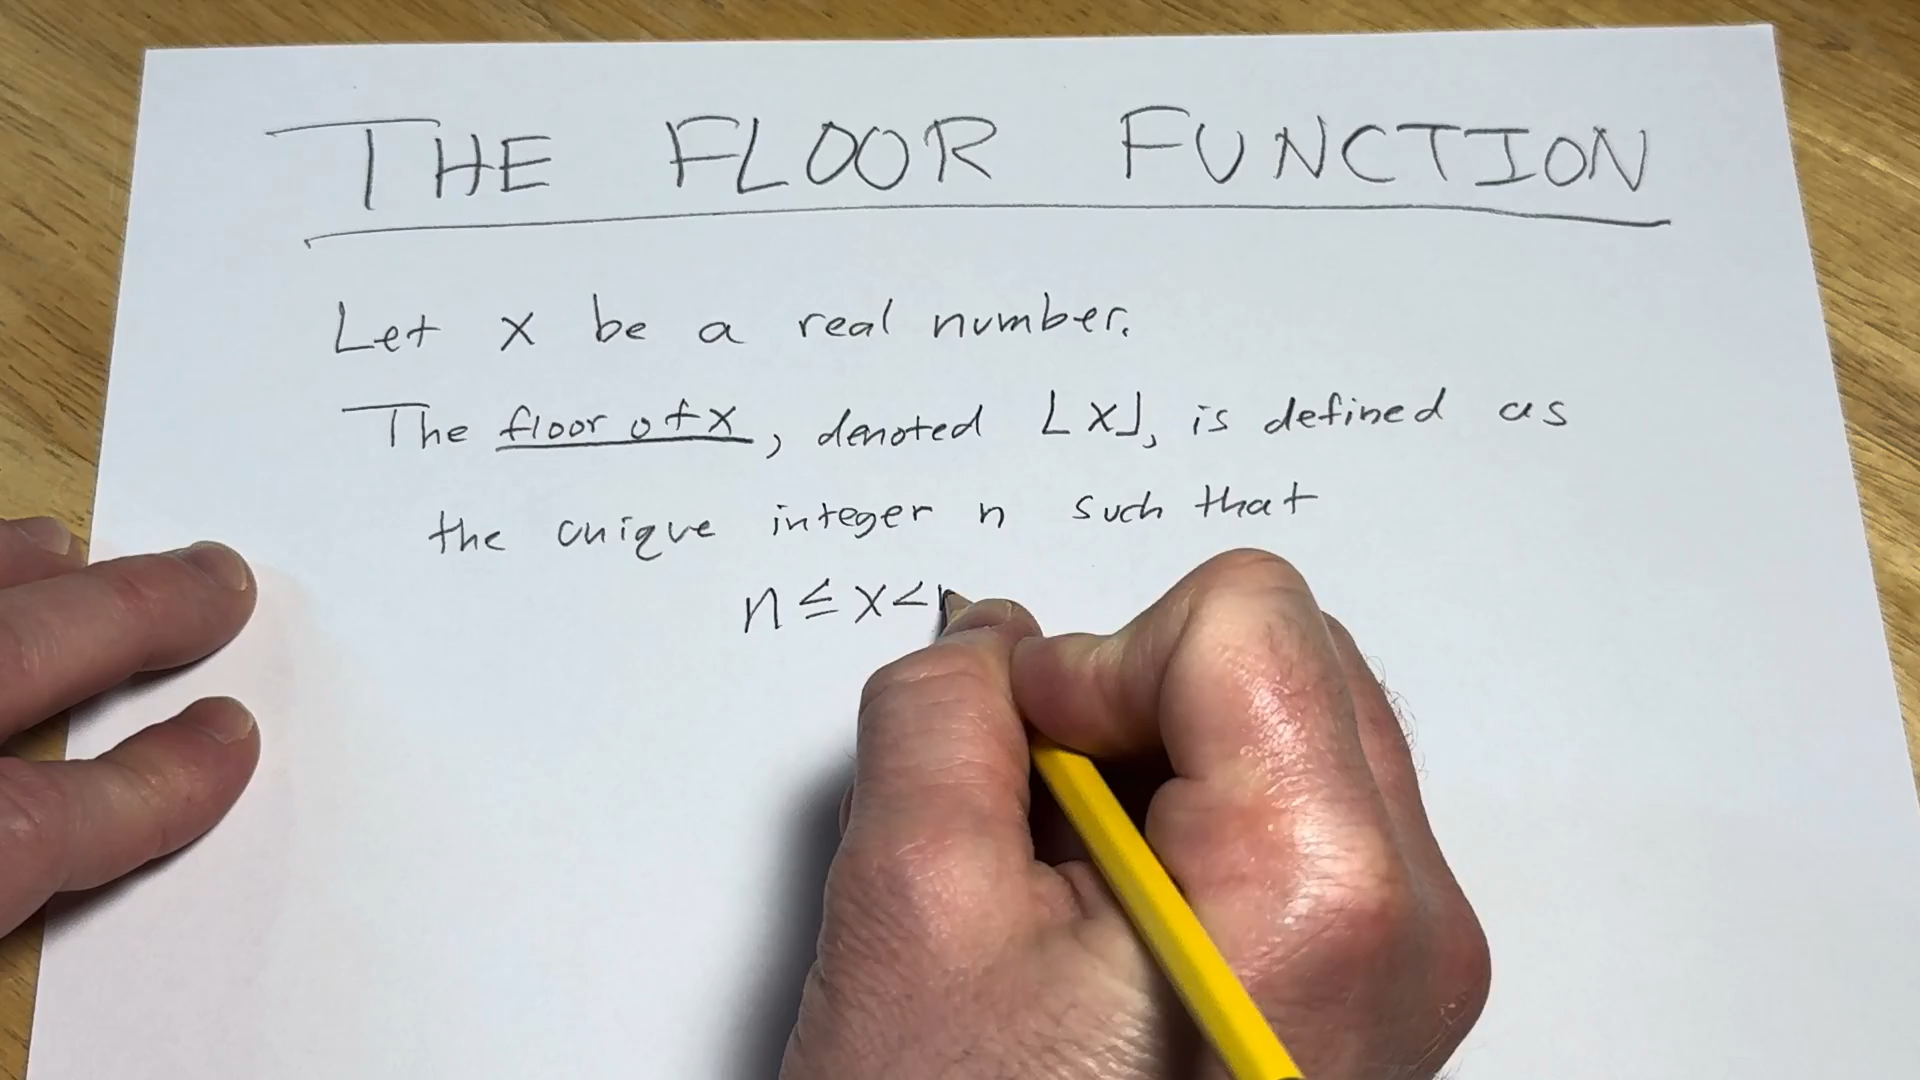 THE FLOOR FUNCTION
Let x be a real number.
The floor of x, denoted ⌊x⌋, is defined as
the unique integer n such that
n ≤ x <